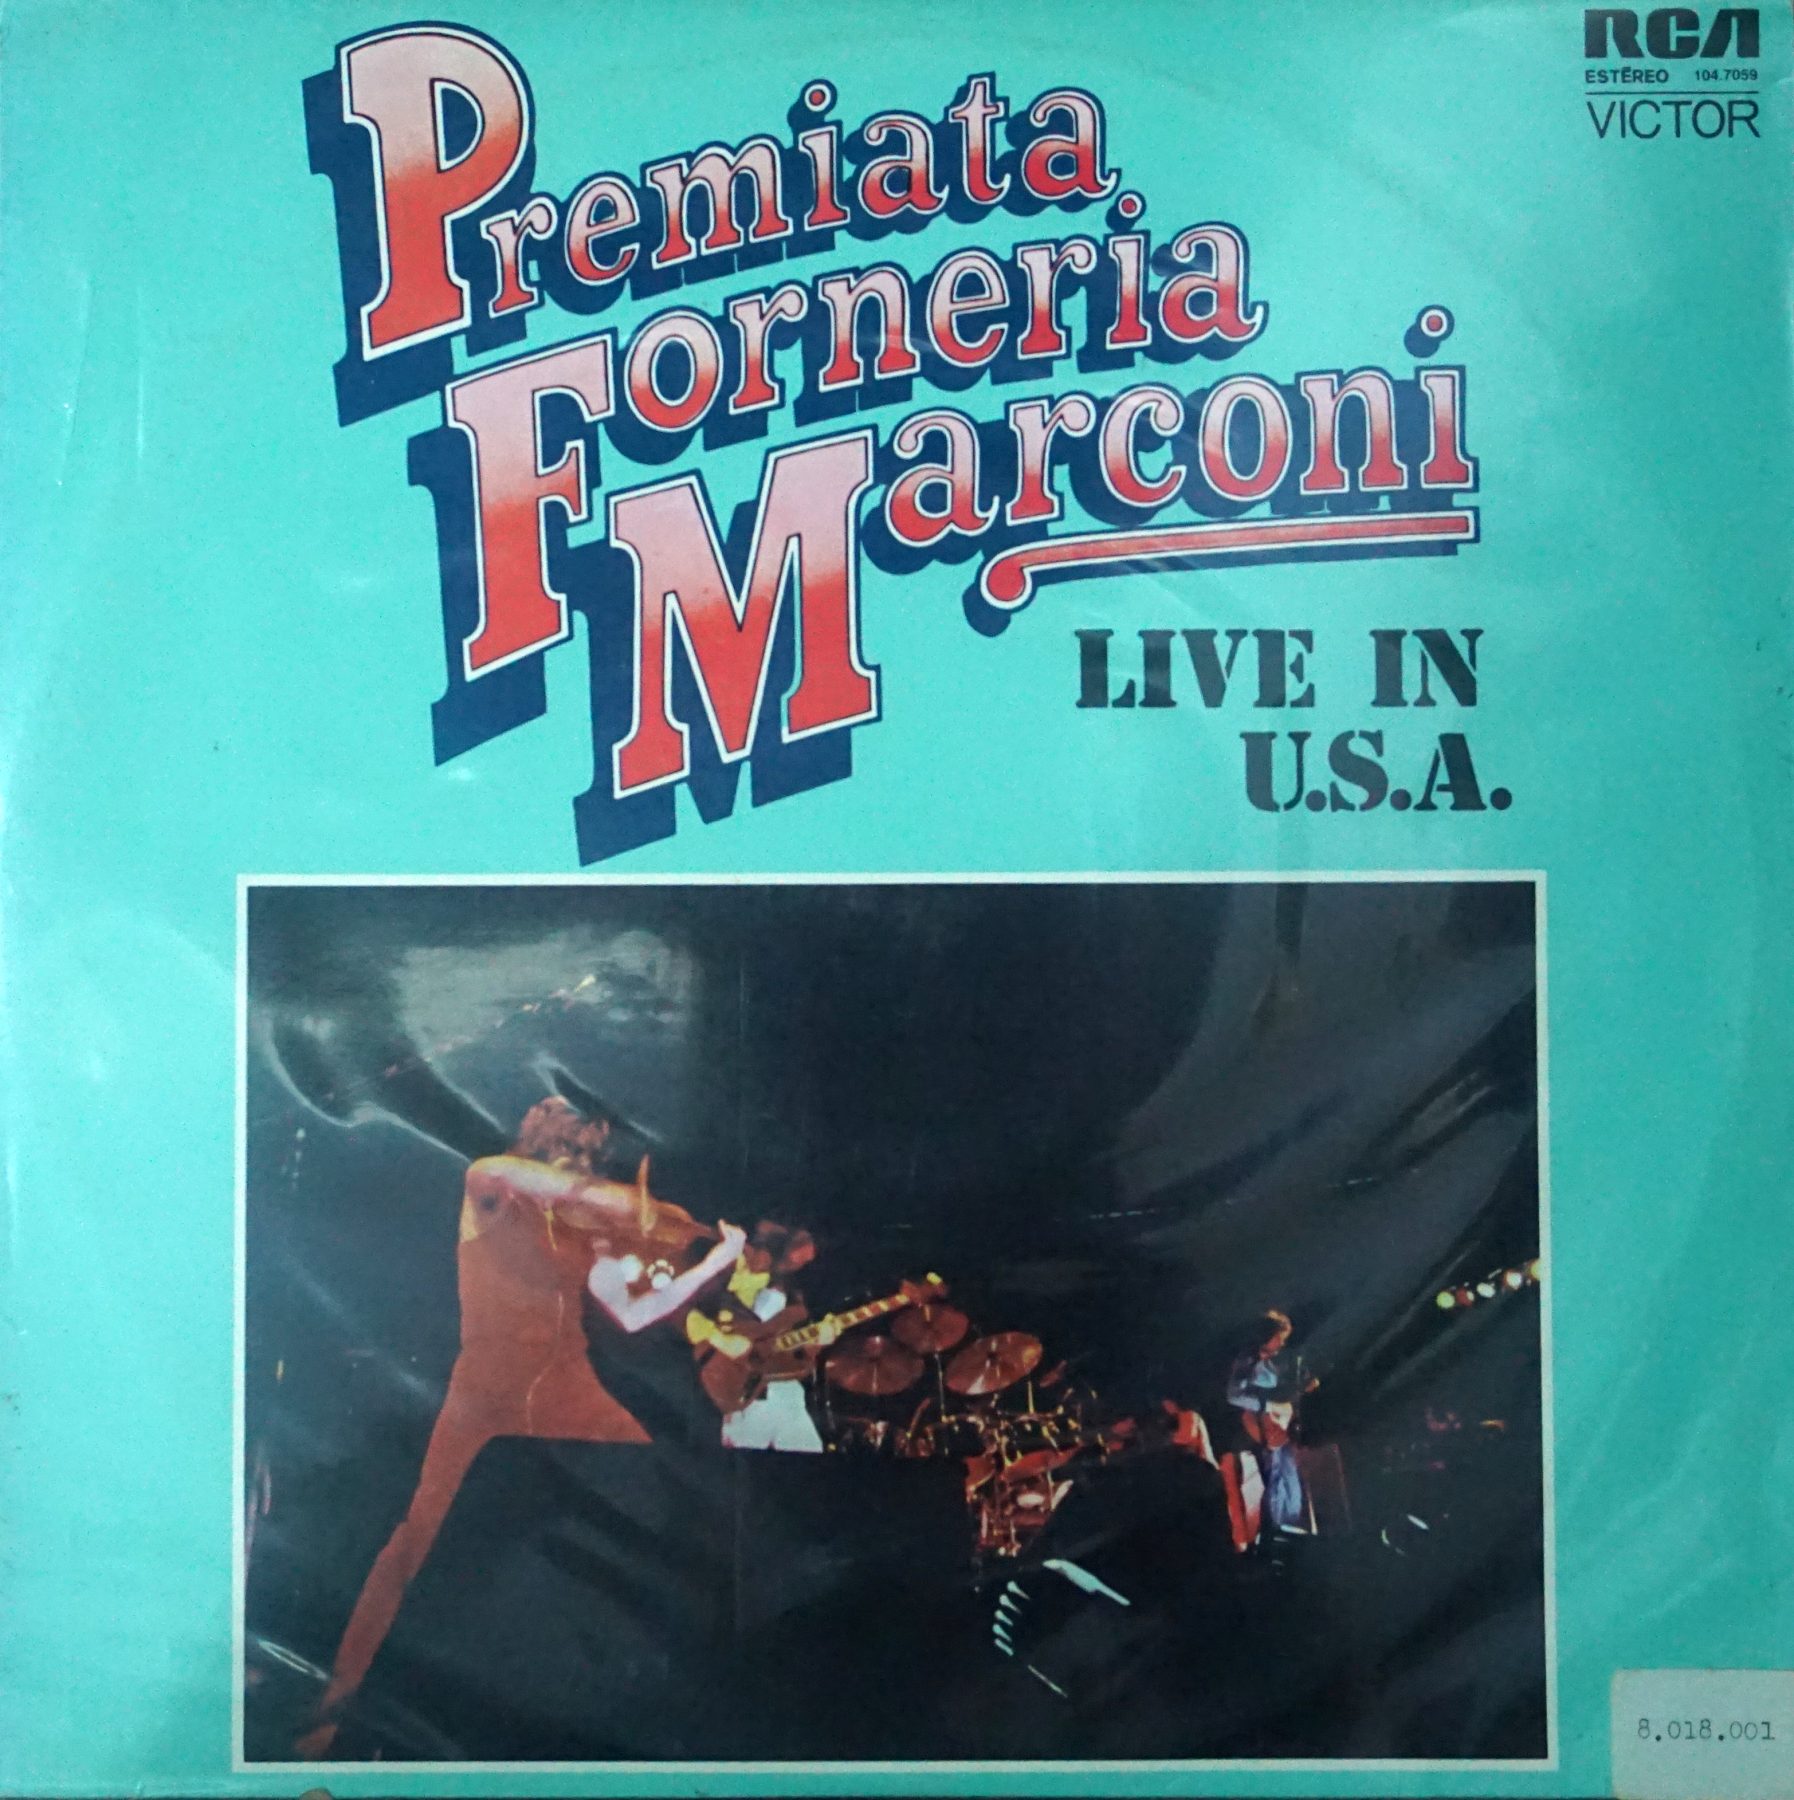 RCA
ESTÉREO 104.7059
VICTOR
Premiata
Forneria
Marconi
LIVE IN
U.S.A.
8.018.001